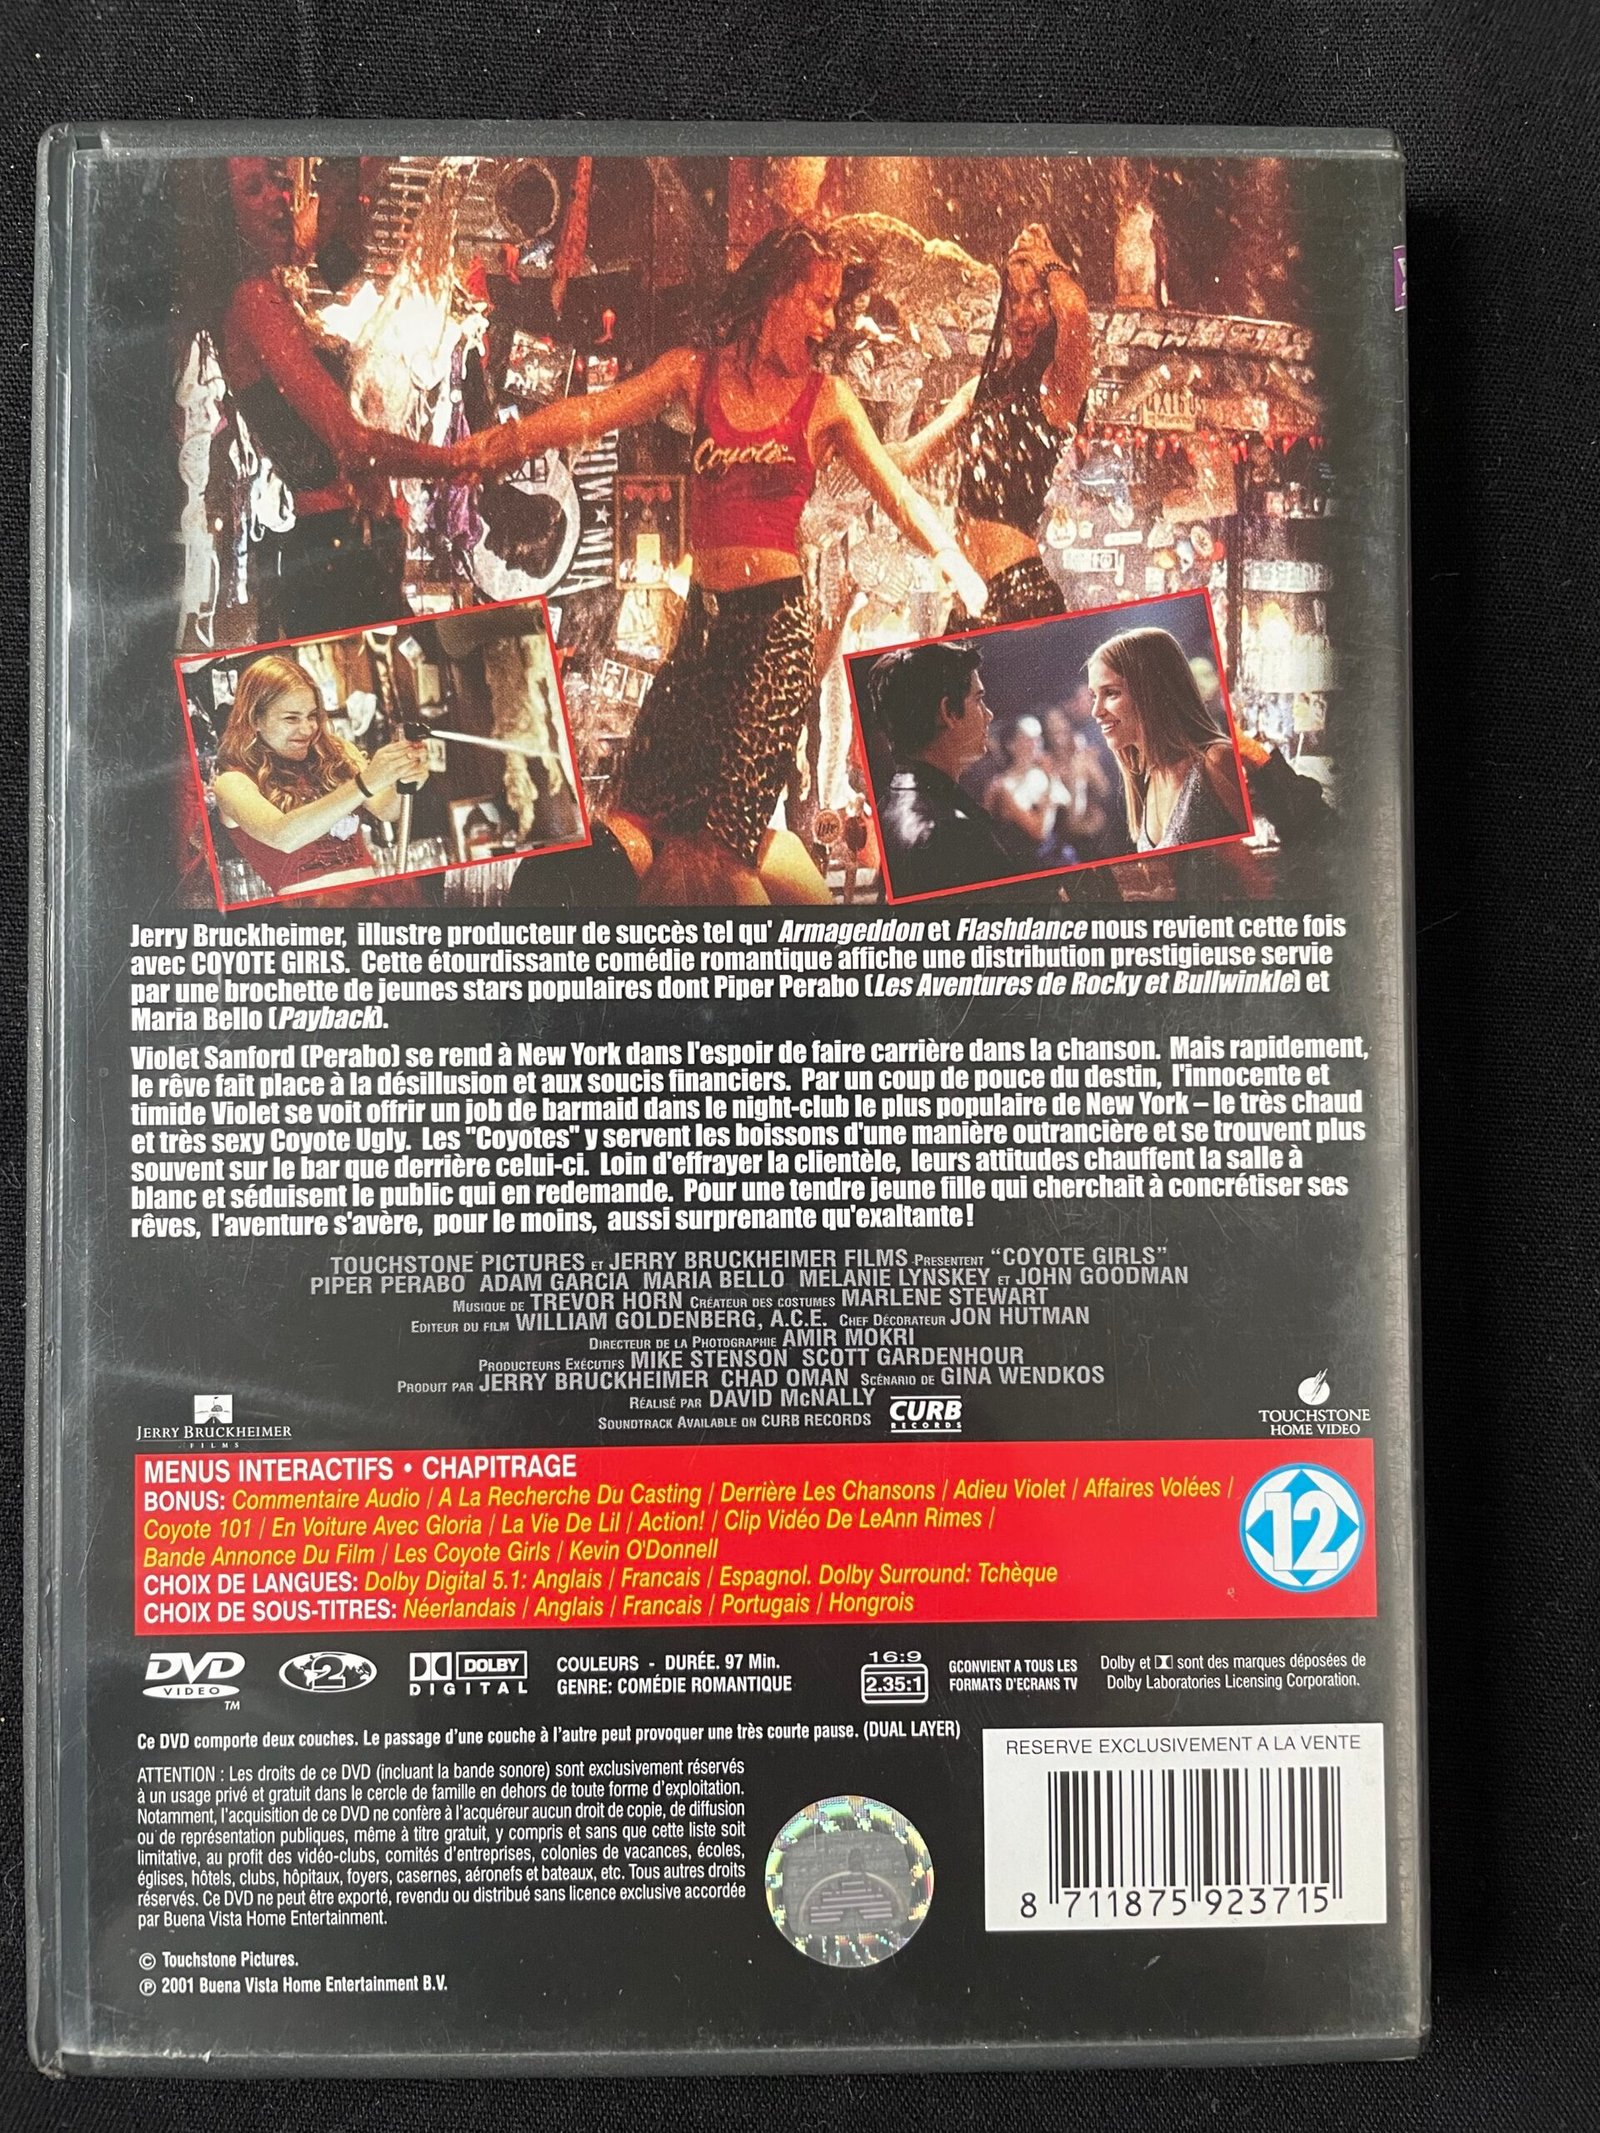 Coyote
Jerry Bruckheimer, illustre producteur de succès tel qu' Armageddon et Flashdance nous revient cette fois
avec COYOTE GIRLS. Cette étourdissante comédie romantique affiche une distribution prestigieuse servie
par une brochette de jeunes stars populaires dont Piper Perabo (Les Aventures de Rocky et Bullwinkle) et
Maria Bello (Payback).
Violet Sanford (Perabo) se rend à New York dans l'espoir de faire carrière dans la chanson. Mais rapidement,
le rêve fait place à la désillusion et aux soucis financiers. Par un coup de pouce du destin, l'innocente et
timide Violet se voit offrir un job de barmaid dans le night-club le plus populaire de New York – le très chaud
et très sexy Coyote Ugly. Les "Coyotes" y servent les boissons d'une manière outrancière et se trouvent plus
souvent sur le bar que derrière celui-ci. Loin d'effrayer la clientèle, leurs attitudes chauffent la salle à
blanc et séduisent le public qui en redemande. Pour une tendre jeune fille qui cherchait à concrétiser ses
rêves, l'aventure s'avère, pour le moins, aussi surprenante qu'exaltante !
TOUCHSTONE PICTURES ET JERRY BRUCKHEIMER FILMS PRESENTENT "COYOTE GIRLS"
PIPER PERABO ADAM GARCIA MARIA BELLO MELANIE LYNSKEY ET JOHN GOODMAN
MUSIQUE DE TREVOR HORN CRÉATEUR DES COSTUMES MARLENE STEWART
EDITEUR DU FILM WILLIAM GOLDENBERG, A.C.E. CHEF DÉCORATEUR JON HUTMAN
DIRECTEUR DE LA PHOTOGRAPHIE AMIR MOKRI
PRODUCTEURS EXÉCUTIFS MIKE STENSON SCOTT GARDENHOUR
PRODUIT PAR JERRY BRUCKHEIMER CHAD OMAN SCÉNARIO DE GINA WENDKOS
RÉALISÉ PAR DAVID McNALLY
SOUNDTRACK AVAILABLE ON CURB RECORDS
CURB
RECORDS
JERRY BRUCKHEIMER
FILMS
TOUCHSTONE
HOME VIDEO
MENUS INTERACTIFS • CHAPITRAGE
BONUS: Commentaire Audio / A La Recherche Du Casting / Derrière Les Chansons / Adieu Violet / Affaires Volées /
Coyote 101 / En Voiture Avec Gloria / La Vie De Lil / Action! / Clip Vidéo De LeAnn Rimes /
Bande Annonce Du Film / Les Coyote Girls / Kevin O'Donnell
CHOIX DE LANGUES: Dolby Digital 5.1: Anglais / Francais / Espagnol. Dolby Surround: Tchèque
CHOIX DE SOUS-TITRES: Néerlandais / Anglais / Francais / Portugais / Hongrois
12
DVD
VIDEO
TM
2
DOLBY
DIGITAL
COULEURS - DURÉE. 97 Min.
GENRE: COMÉDIE ROMANTIQUE
16:9
2.35:1
GCONVIENT A TOUS LES
FORMATS D'ECRANS TV
Dolby et sont des marques déposées de
Dolby Laboratories Licensing Corporation.
Ce DVD comporte deux couches. Le passage d'une couche à l'autre peut provoquer une très courte pause. (DUAL LAYER)
ATTENTION : Les droits de ce DVD (incluant la bande sonore) sont exclusivement réservés
à un usage privé et gratuit dans le cercle de famille en dehors de toute forme d'exploitation.
Notamment, l'acquisition de ce DVD ne confère à l'acquéreur aucun droit de copie, de diffusion
ou de représentation publiques, même à titre gratuit, y compris et sans que cette liste soit
limitative, au profit des vidéo-clubs, comités d'entreprises, colonies de vacances, écoles,
églises, hôtels, clubs, hôpitaux, foyers, casernes, aéronefs et bateaux, etc. Tous autres droits
réservés. Ce DVD ne peut être exporté, revendu ou distribué sans licence exclusive accordée
par Buena Vista Home Entertainment.
© Touchstone Pictures.
℗ 2001 Buena Vista Home Entertainment B.V.
RESERVE EXCLUSIVEMENT A LA VENTE
8 711875 923715